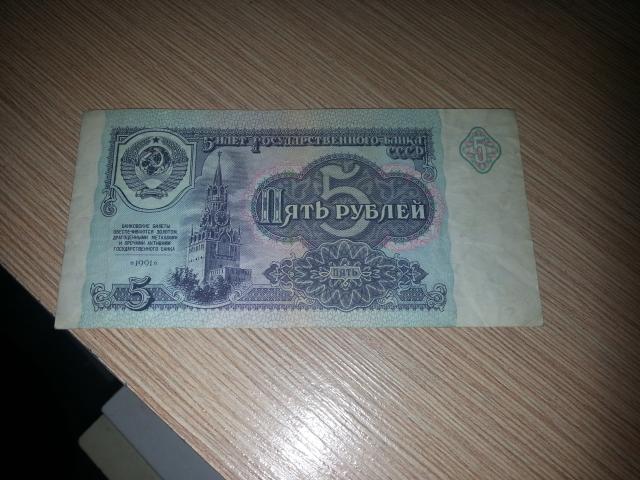 БИЛЕТ ГОСУДАРСТВЕННОГО БАНКА
СССР
5
5
ПЯТЬ РУБЛЕЙ
БАНКОВСКИЕ БИЛЕТЫ
ОБЕСПЕЧИВАЮТСЯ ЗОЛОТОМ,
ДРАГОЦЕННЫМИ МЕТАЛЛАМИ
И ПРОЧИМИ АКТИВАМИ
ГОСУДАРСТВЕННОГО БАНКА
*1991*
ПЯТЬ
5